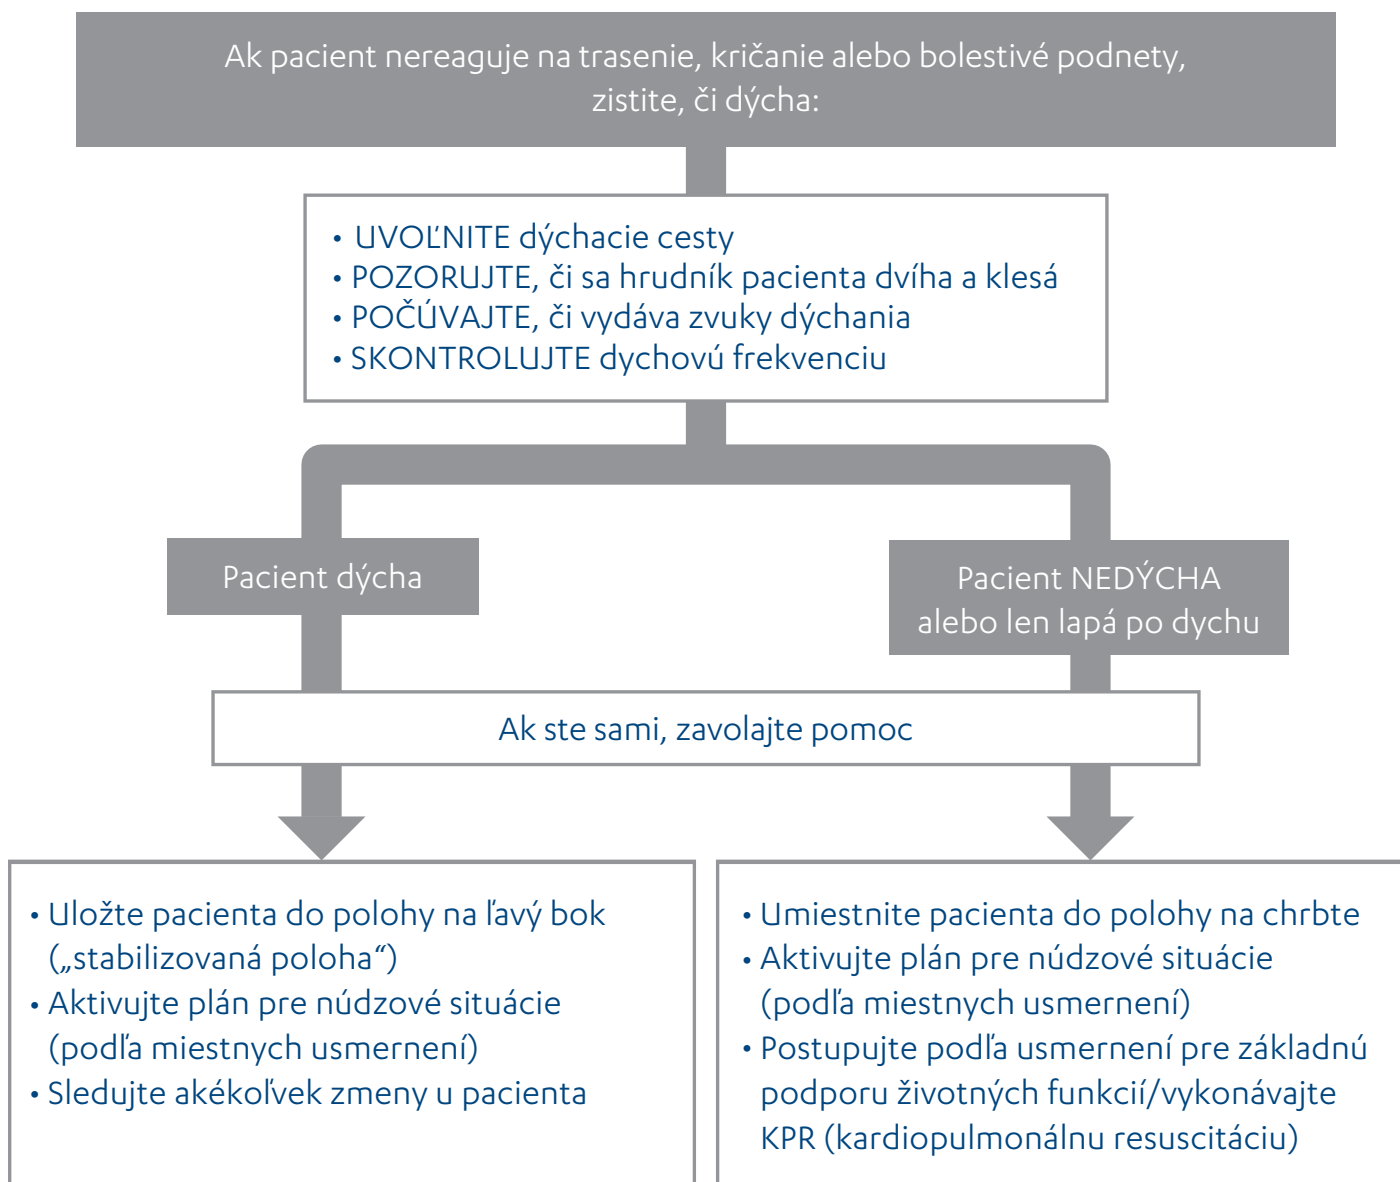 Ak pacient nereaguje na trasenie, kričanie alebo bolestivé podnety,
zistite, či dýcha:
• UVOĽNITE dýchacie cesty
• POZORUJTE, či sa hrudník pacienta dvíha a klesá
• POČÚVAJTE, či vydáva zvuky dýchania
• SKONTROLUJTE dychovú frekvenciu
Pacient dýcha
Pacient NEDÝCHA
alebo len lapá po dychu
Ak ste sami, zavolajte pomoc
• Uložte pacienta do polohy na ľavý bok
(„stabilizovaná poloha“)
• Aktivujte plán pre núdzové situácie
(podľa miestnych usmernení)
• Sledujte akékoľvek zmeny u pacienta
• Umiestnite pacienta do polohy na chrbte
• Aktivujte plán pre núdzové situácie
(podľa miestnych usmernení)
• Postupujte podľa usmernení pre základnú
podporu životných funkcií/vykonávajte
KPR (kardiopulmonálnu resuscitáciu)